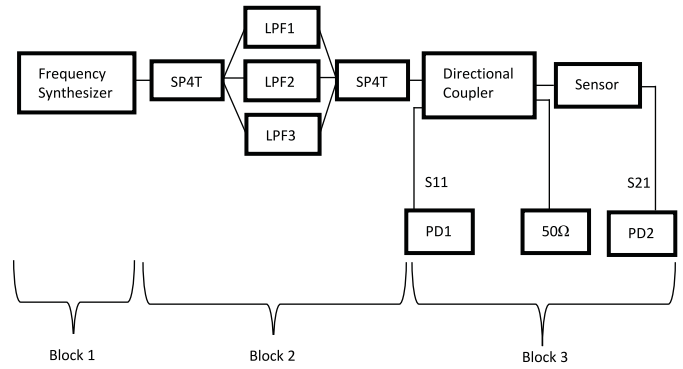 LPF1
Frequency
Synthesizer
SP4T
LPF2
SP4T
Directional
Coupler
Sensor
LPF3
S11
S21
PD1
50Ω
PD2
Block 1
Block 2
Block 3